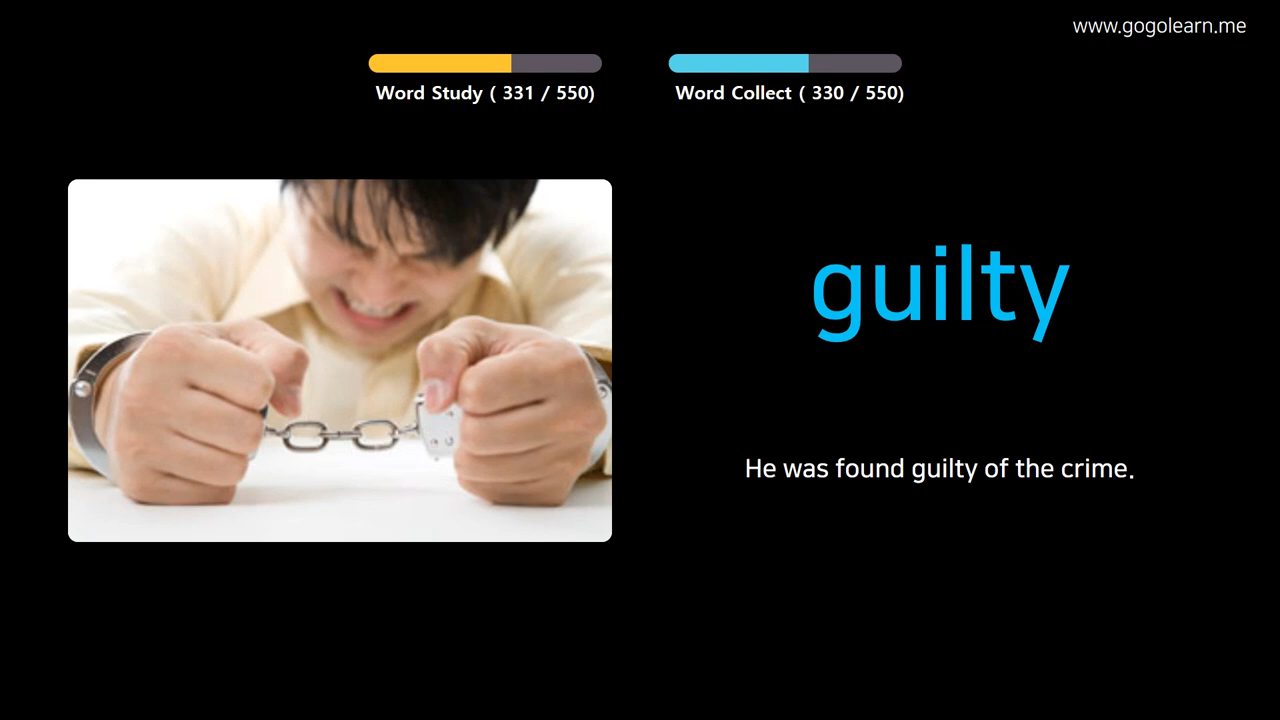 www.gogolearn.me
Word Study ( 331 / 550)
Word Collect ( 330 / 550)
guilty
He was found guilty of the crime.